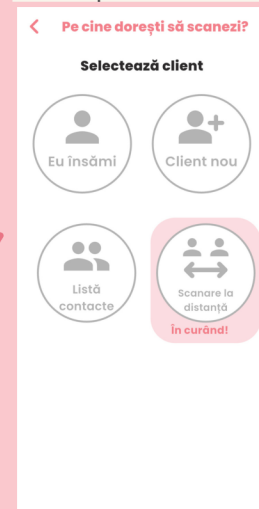 Pe cine dorești să scanezi?
Selectează client
Eu însămi
Client nou
Listă
contacte
Scanare la
distanță
În curând!